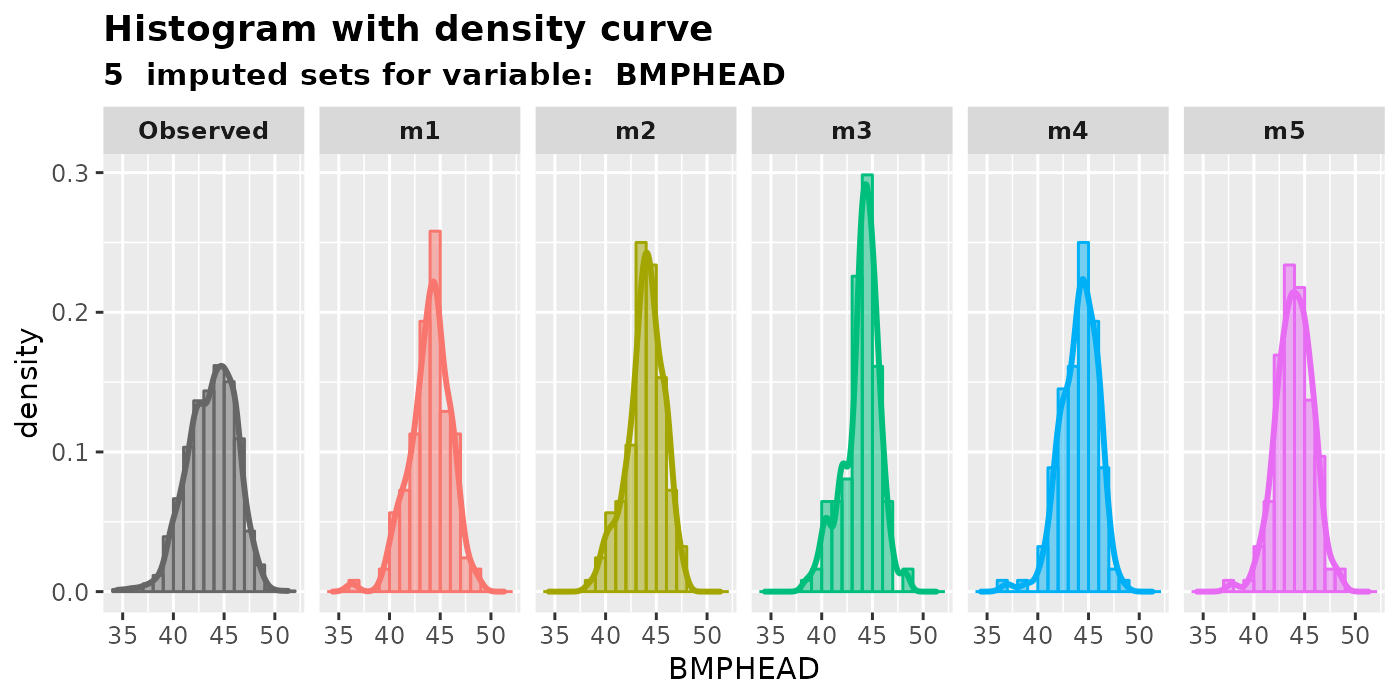 Histogram with density curve
5  imputed sets for variable:  BMPHEAD
Observed m1 m2 m3 m4 m5
0.3
0.2
0.1
0.0
density
35 40 45 50 35 40 45 50 35 40 45 50 35 40 45 50 35 40 45 50 35 40 45 50
BMPHEAD